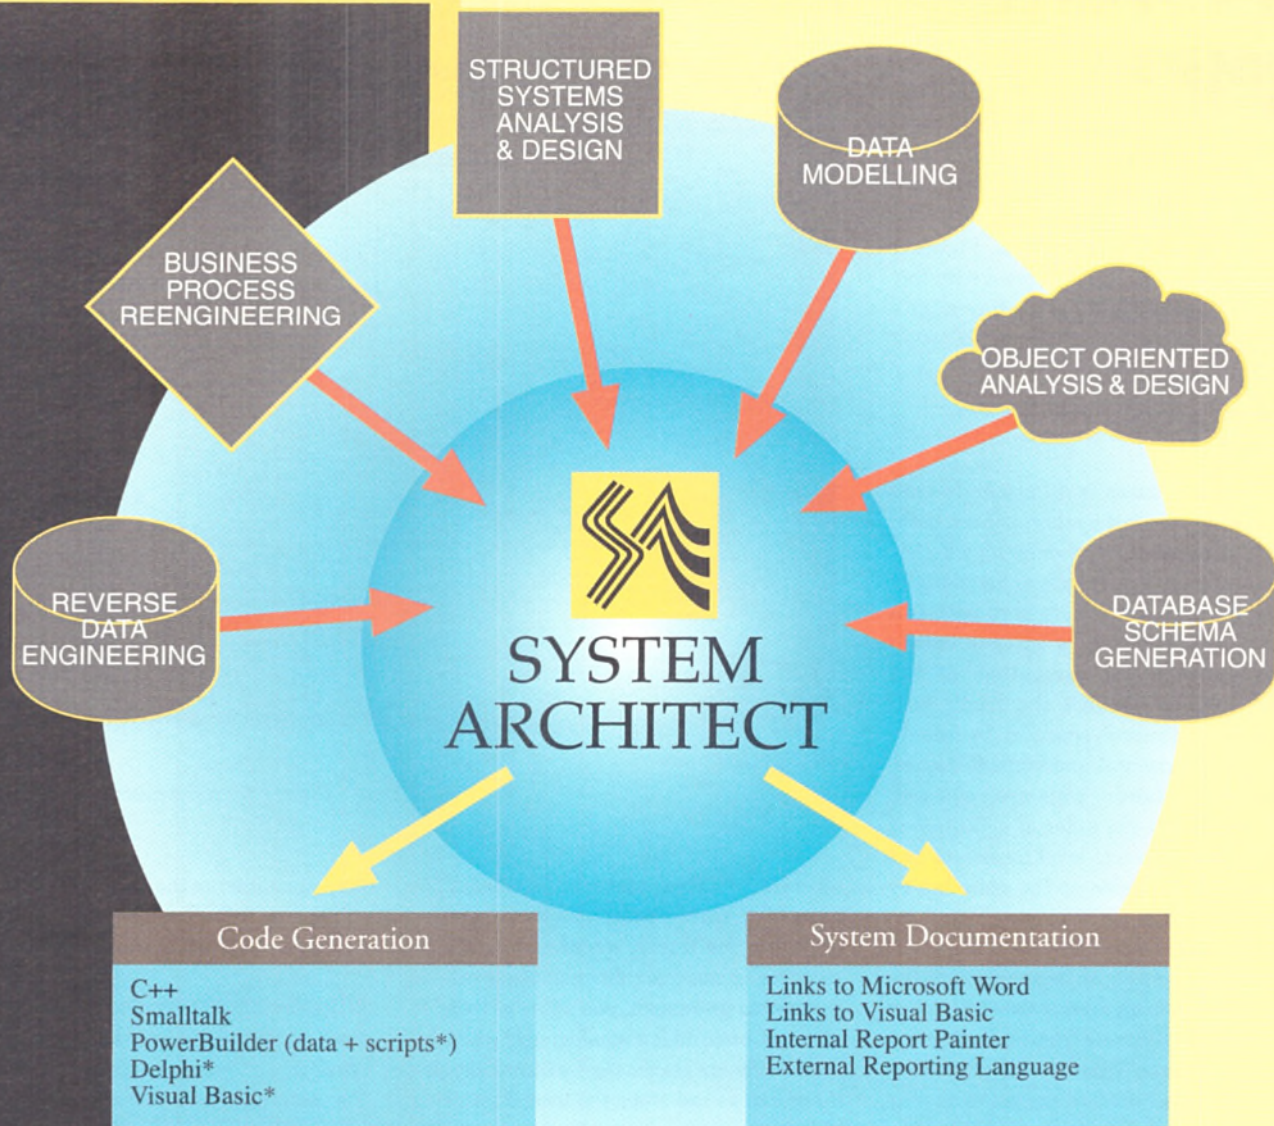 STRUCTURED
SYSTEMS
ANALYSIS
& DESIGN
DATA
MODELLING
BUSINESS
PROCESS
REENGINEERING
OBJECT ORIENTED
ANALYSIS & DESIGN
REVERSE
DATA
ENGINEERING
DATABASE
SCHEMA
GENERATION
SA
SYSTEM
ARCHITECT
Code Generation
C++
Smalltalk
PowerBuilder (data + scripts*)
Delphi*
Visual Basic*
System Documentation
Links to Microsoft Word
Links to Visual Basic
Internal Report Painter
External Reporting Language